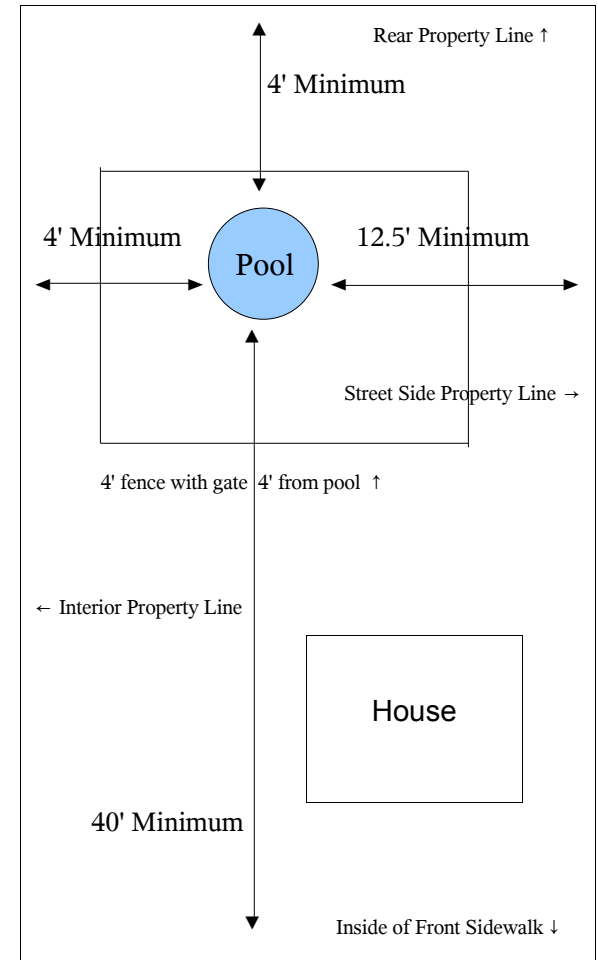 Rear Property Line ↑
4' Minimum
4' Minimum
12.5' Minimum
Pool
Street Side Property Line →
4' fence with gate 4' from pool ↑
← Interior Property Line
House
40' Minimum
Inside of Front Sidewalk ↓